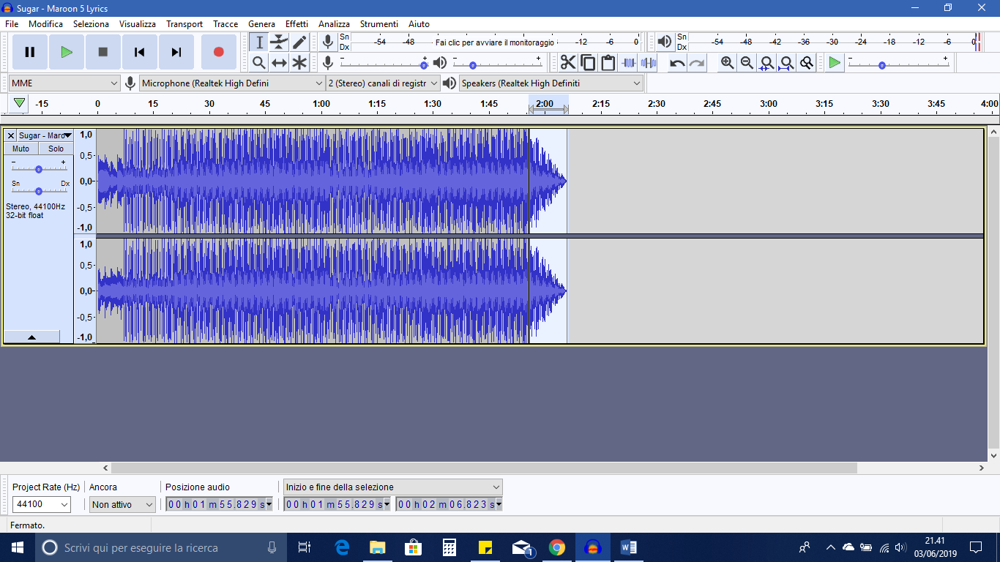 Sugar - Maroon 5 Lyrics
File Modifica Seleziona Visualizza Transport Tracce Genera Effetti Analizza Strumenti Aiuto
Sn Dx -54 -48 Fai clic per avviare il monitoraggio -12 -6 0
Sn Dx -54 -48 -42 -36 -30 -24 -18 -12 -6 0
- + - + - +
MME Microphone (Realtek High Defini 2 (Stereo) canali di registr Speakers (Realtek High Definiti
-15 0 15 30 45 1:00 1:15 1:30 1:45 2:00 2:15 2:30 2:45 3:00 3:15 3:30 3:45 4:00
Sugar - Maro
Muto Solo
- +
Sn Dx
Stereo, 44100Hz
32-bit float
1,0
0,5-
0,0-
-0,5-
-1,0
1,0
0,5-
0,0-
-0,5-
-1,0
Project Rate (Hz) Ancora Posizione audio Inizio e fine della selezione
44100 Non attivo 00 h 01 m 55.829 s 00 h 01 m 55.829 s 00 h 02 m 06.823 s
Fermato.
Scrivi qui per eseguire la ricerca
1
21.41
03/06/2019